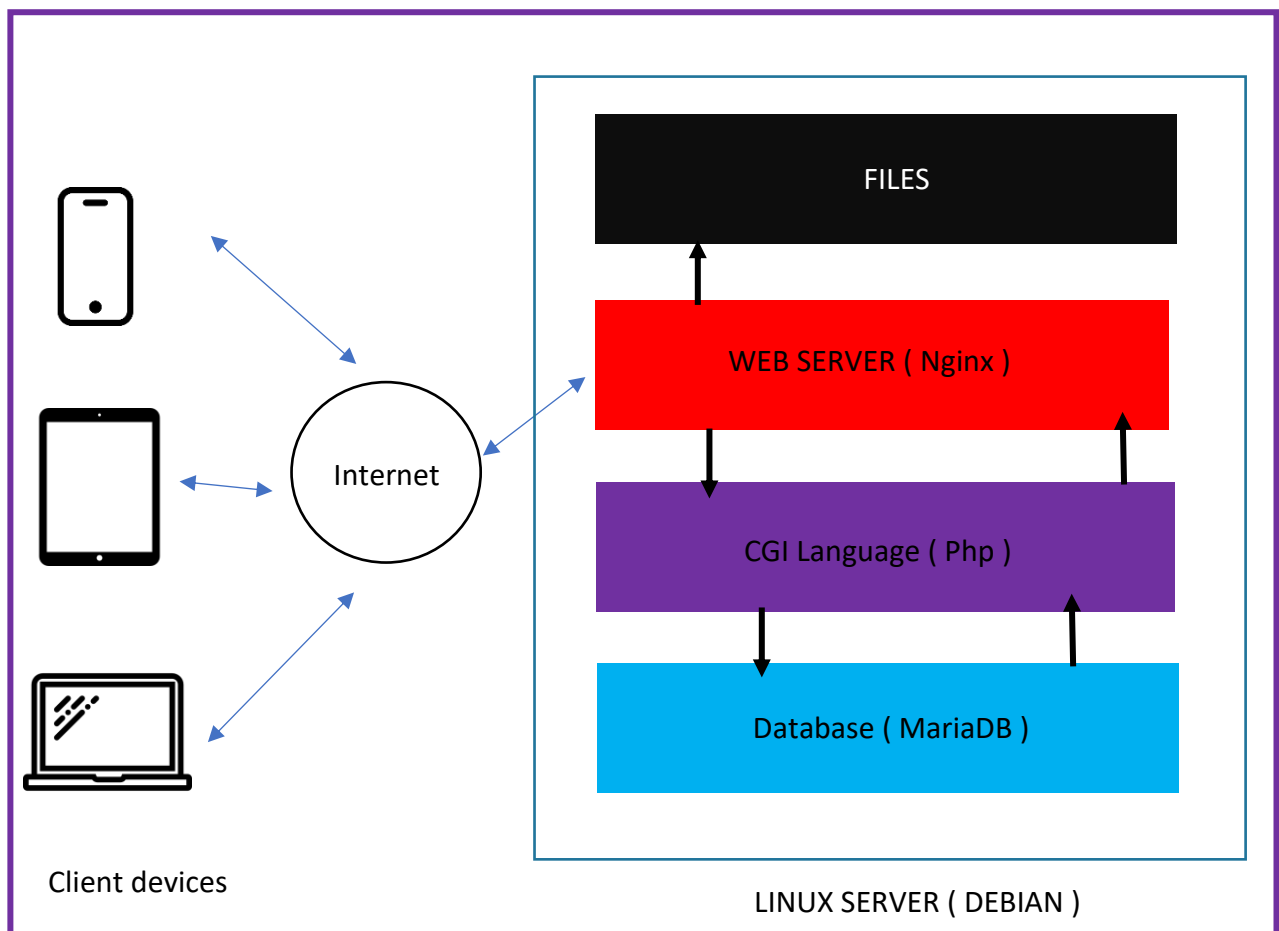 FILES
WEB SERVER ( Nginx )
Internet
CGI Language ( Php )
Database ( MariaDB )
Client devices
LINUX SERVER ( DEBIAN )